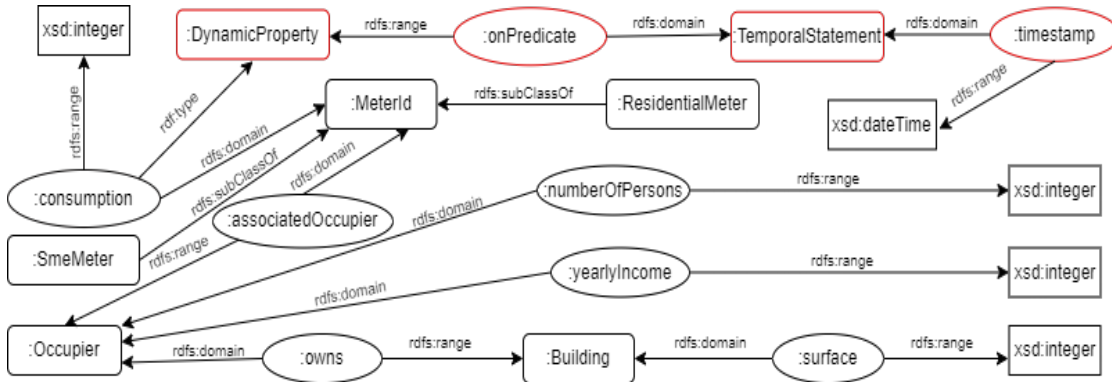 xsd:integer
:DynamicProperty
rdfs:range
:onPredicate
rdfs:domain
:TemporalStatement
rdfs:domain
:timestamp
rdfs:range
rdf:type
rdfs:range
:MeterId
rdfs:subClassOf
:ResidentialMeter
xsd:dateTime
rdfs:domain
rdfs:subClassOf
rdfs:domain
:consumption
:associatedOccupier
rdfs:domain
:numberOfPersons
rdfs:range
xsd:integer
:SmeMeter
rdfs:range
rdfs:domain
:yearlyIncome
rdfs:range
xsd:integer
:Occupier
rdfs:domain
:owns
rdfs:range
:Building
rdfs:domain
:surface
rdfs:range
xsd:integer